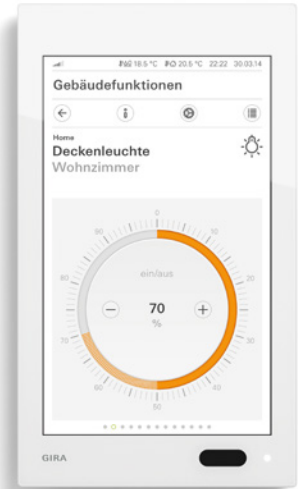 18.5 °C 20.5 °C 22:22 30.03.14
Gebäudefunktionen
Home
Deckenleuchte
Wohnzimmer
0
90 10
ein/aus
80 20
− 70 +
%
70 30
60 40
50
GIRA